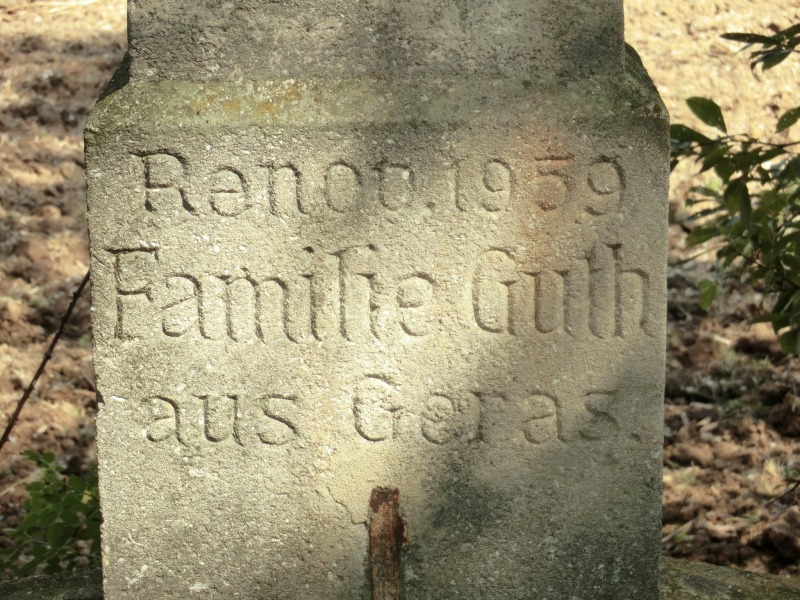 Renov. 1959
Familie Guth
aus Geras.